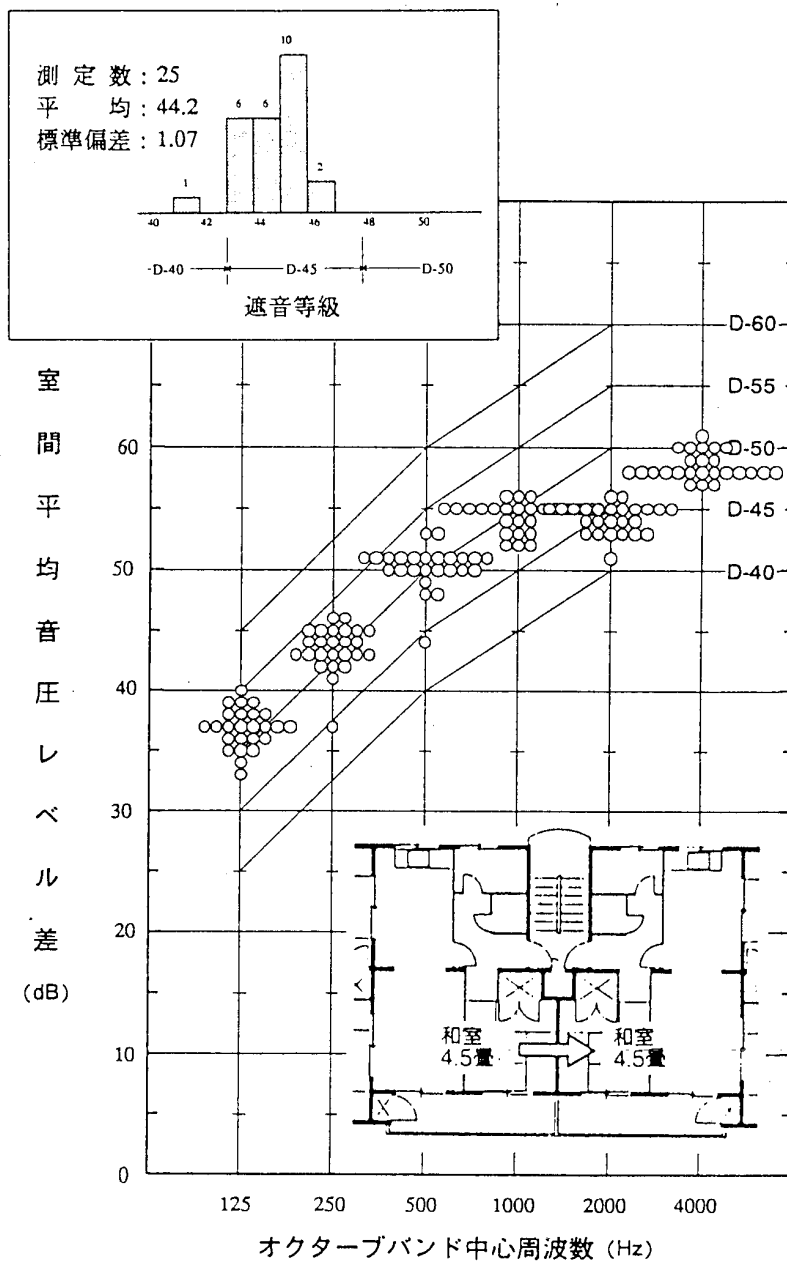 測定数：25
平均：44.2
標準偏差：1.07
1 6 6 10 2
40 42 44 46 48 50
D-40 D-45 D-50
遮音等級
室間平均音圧レベル差
(dB)
60
50
40
30
20
10
0
D-60
D-55
D-50
D-45
D-40
和室
4.5畳
和室
4.5畳
125 250 500 1000 2000 4000
オクターブバンド中心周波数 (Hz)